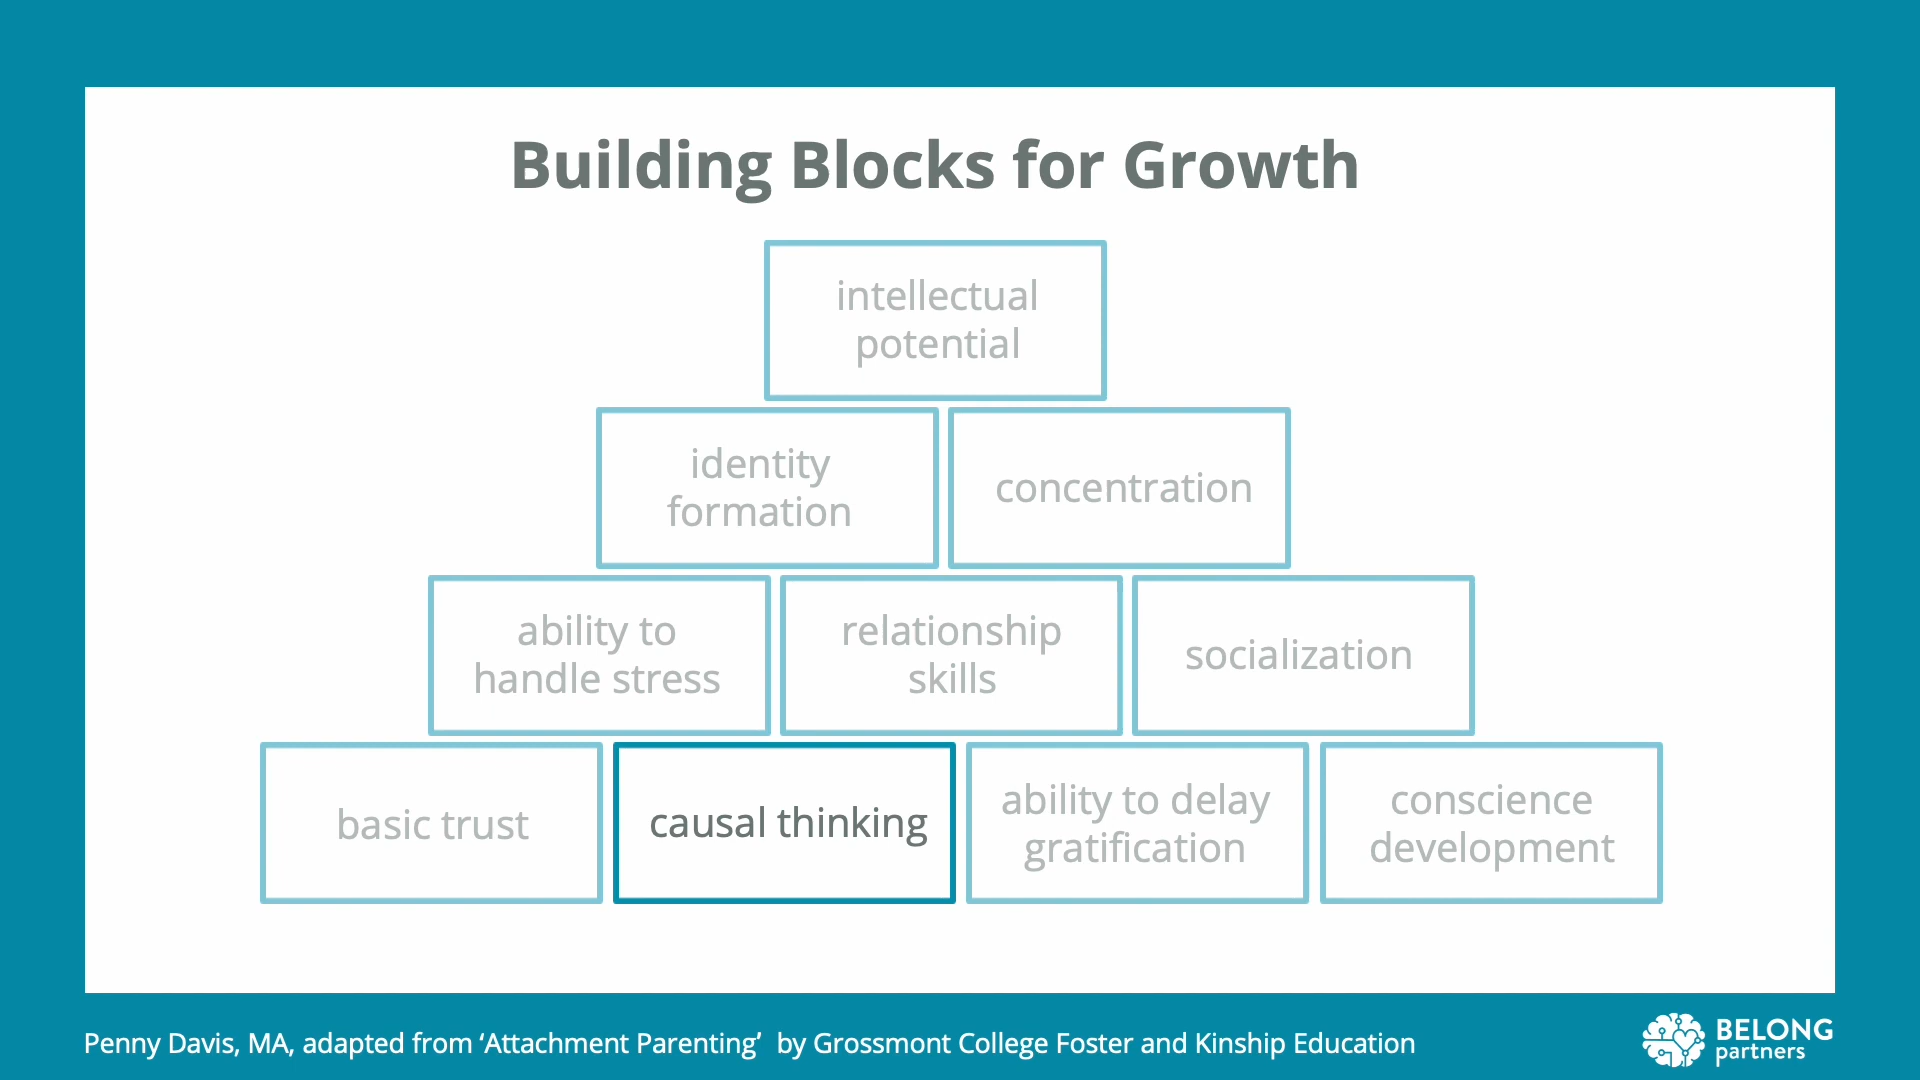 Building Blocks for Growth
intellectual
potential
identity
formation
concentration
ability to
handle stress
relationship
skills
socialization
basic trust
causal thinking
ability to delay
gratification
conscience
development
Penny Davis, MA, adapted from ‘Attachment Parenting’  by Grossmont College Foster and Kinship Education
BELONG
partners